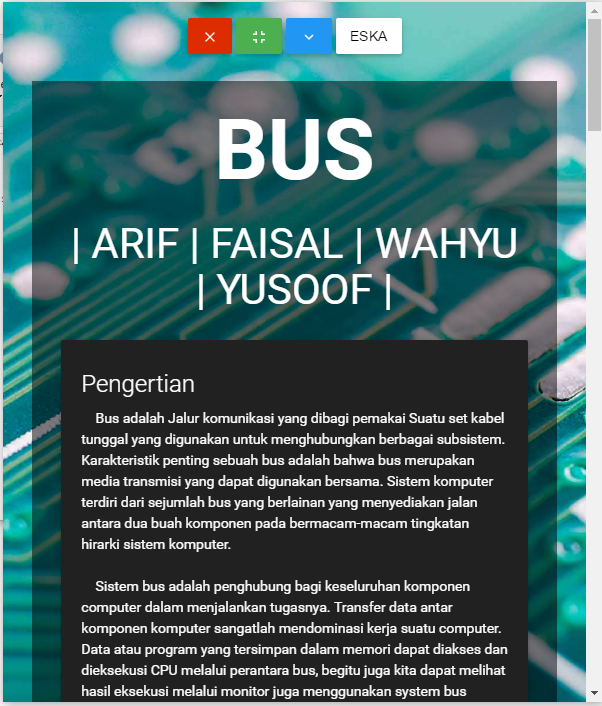 ESKA
BUS
| ARIF | FAISAL | WAHYU
| YUSOOF |
Pengertian
Bus adalah Jalur komunikasi yang dibagi pemakai Suatu set kabel
tunggal yang digunakan untuk menghubungkan berbagai subsistem.
Karakteristik penting sebuah bus adalah bahwa bus merupakan
media transmisi yang dapat digunakan bersama. Sistem komputer
terdiri dari sejumlah bus yang berlainan yang menyediakan jalan
antara dua buah komponen pada bermacam-macam tingkatan
hirarki sistem komputer.
Sistem bus adalah penghubung bagi keseluruhan komponen
computer dalam menjalankan tugasnya. Transfer data antar
komponen komputer sangatlah mendominasi kerja suatu computer.
Data atau program yang tersimpan dalam memori dapat diakses dan
dieksekusi CPU melalui perantara bus, begitu juga kita dapat melihat
hasil eksekusi melalui monitor juga menggunakan system bus